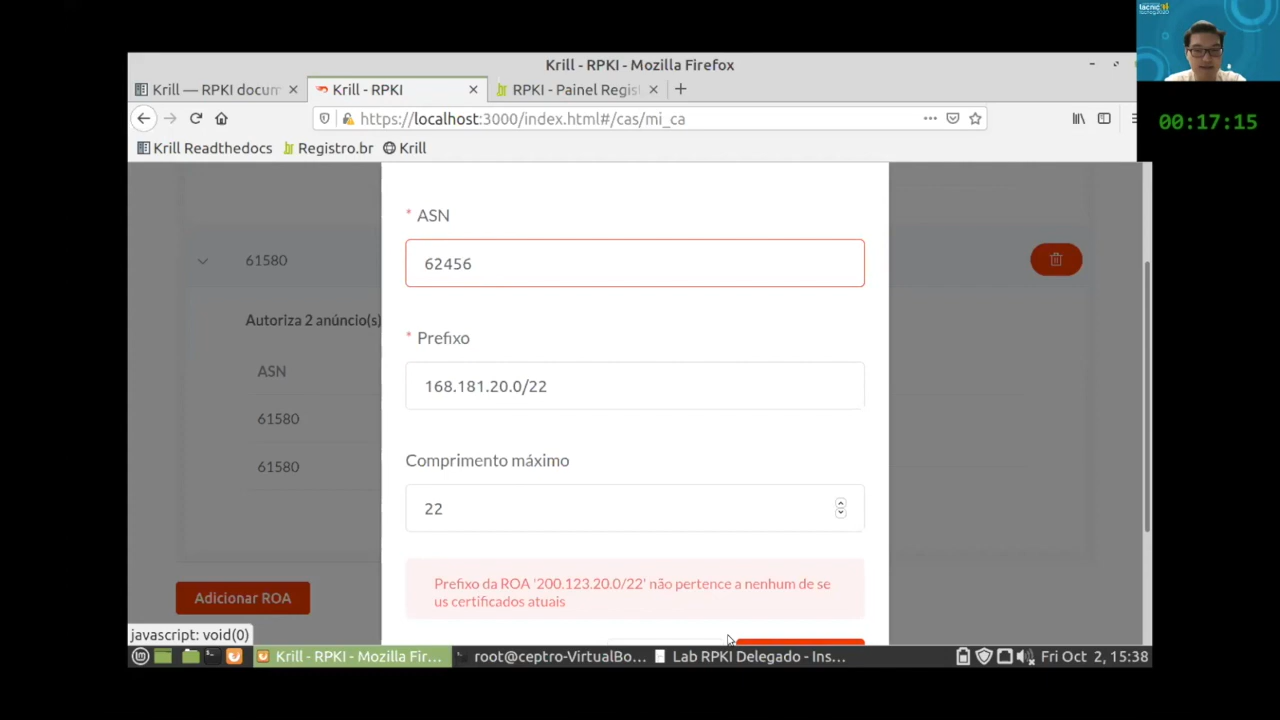 lacnic
Krill - RPKI - Mozilla Firefox
Krill — RPKI docum
Krill - RPKI
br RPKI - Painel Regist
00:17:15
https://localhost:3000/index.html#/cas/mi_ca
Krill Readthedocs
br Registro.br
Krill
* ASN
62456
61580
Autoriza 2 anúncio(s)
* Prefixo
168.181.20.0/22
ASN
61580
61580
Comprimento máximo
22
Prefixo da ROA '200.123.20.0/22' não pertence a nenhum de se
us certificados atuais
Adicionar ROA
javascript: void(0)
Krill - RPKI - Mozilla Fir...
root@ceptro-VirtualBo...
Lab RPKI Delegado - Ins...
Fri Oct 2, 15:38